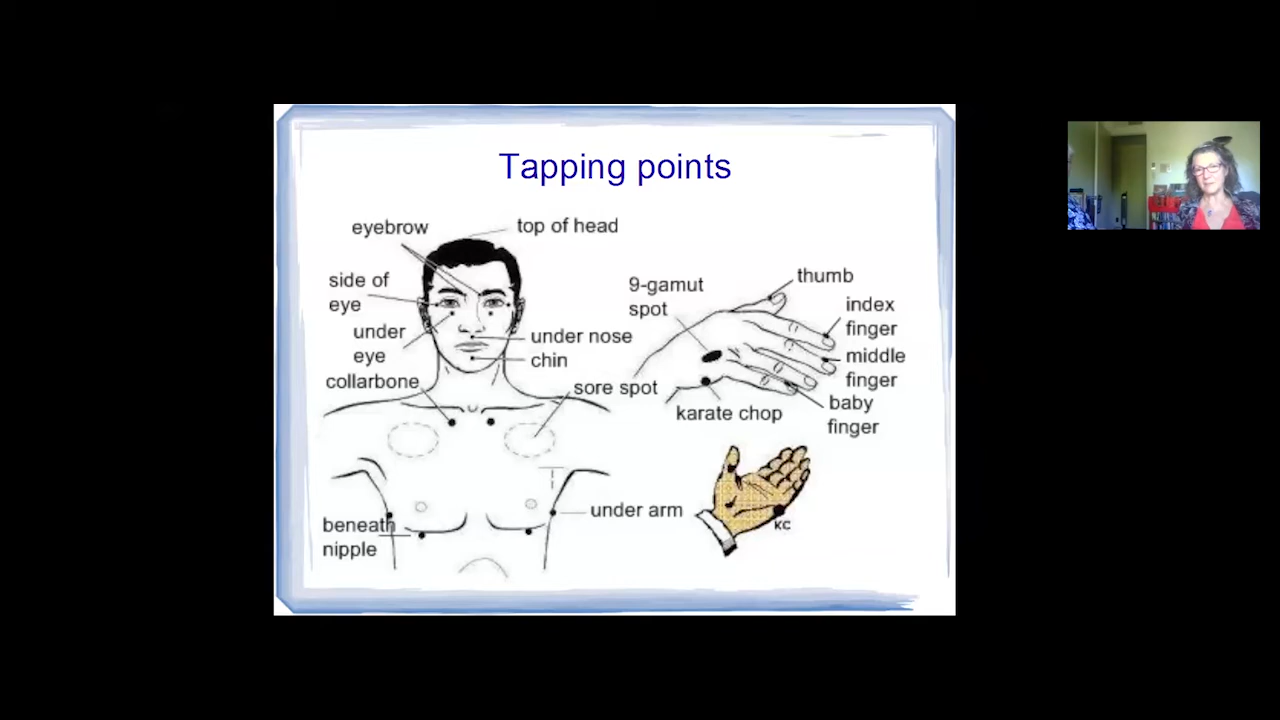 Tapping points
eyebrow
top of head
side of
eye
under
eye
under nose
chin
collarbone
sore spot
beneath
nipple
under arm
9-gamut
spot
thumb
index
finger
middle
finger
baby
finger
karate chop
KC